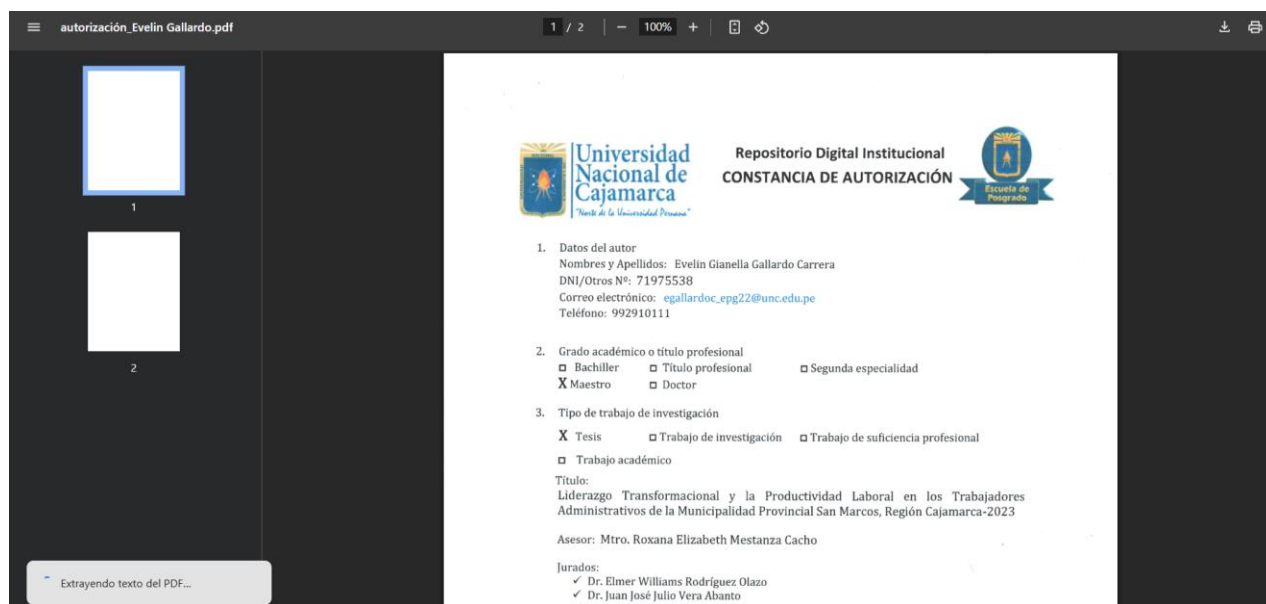 autorización_Evelin Gallardo.pdf
1 / 2
100%
1
2
Extrayendo texto del PDF...
Universidad
Nacional de
Cajamarca
"Norte de la Universidad Peruana"
Repositorio Digital Institucional
CONSTANCIA DE AUTORIZACIÓN
Escuela de
Posgrado
1. Datos del autor
Nombres y Apellidos: Evelin Gianella Gallardo Carrera
DNI/Otros Nº: 71975538
Correo electrónico: egallardoc_epg22@unc.edu.pe
Teléfono: 992910111
2. Grado académico o título profesional
Bachiller Título profesional Segunda especialidad
X Maestro Doctor
3. Tipo de trabajo de investigación
X Tesis Trabajo de investigación Trabajo de suficiencia profesional
Trabajo académico
Título:
Liderazgo Transformacional y la Productividad Laboral en los Trabajadores
Administrativos de la Municipalidad Provincial San Marcos, Región Cajamarca-2023
Asesor: Mtro. Roxana Elizabeth Mestanza Cacho
Jurados:
✓ Dr. Elmer Williams Rodríguez Olazo
✓ Dr. Juan José Julio Vera Abanto